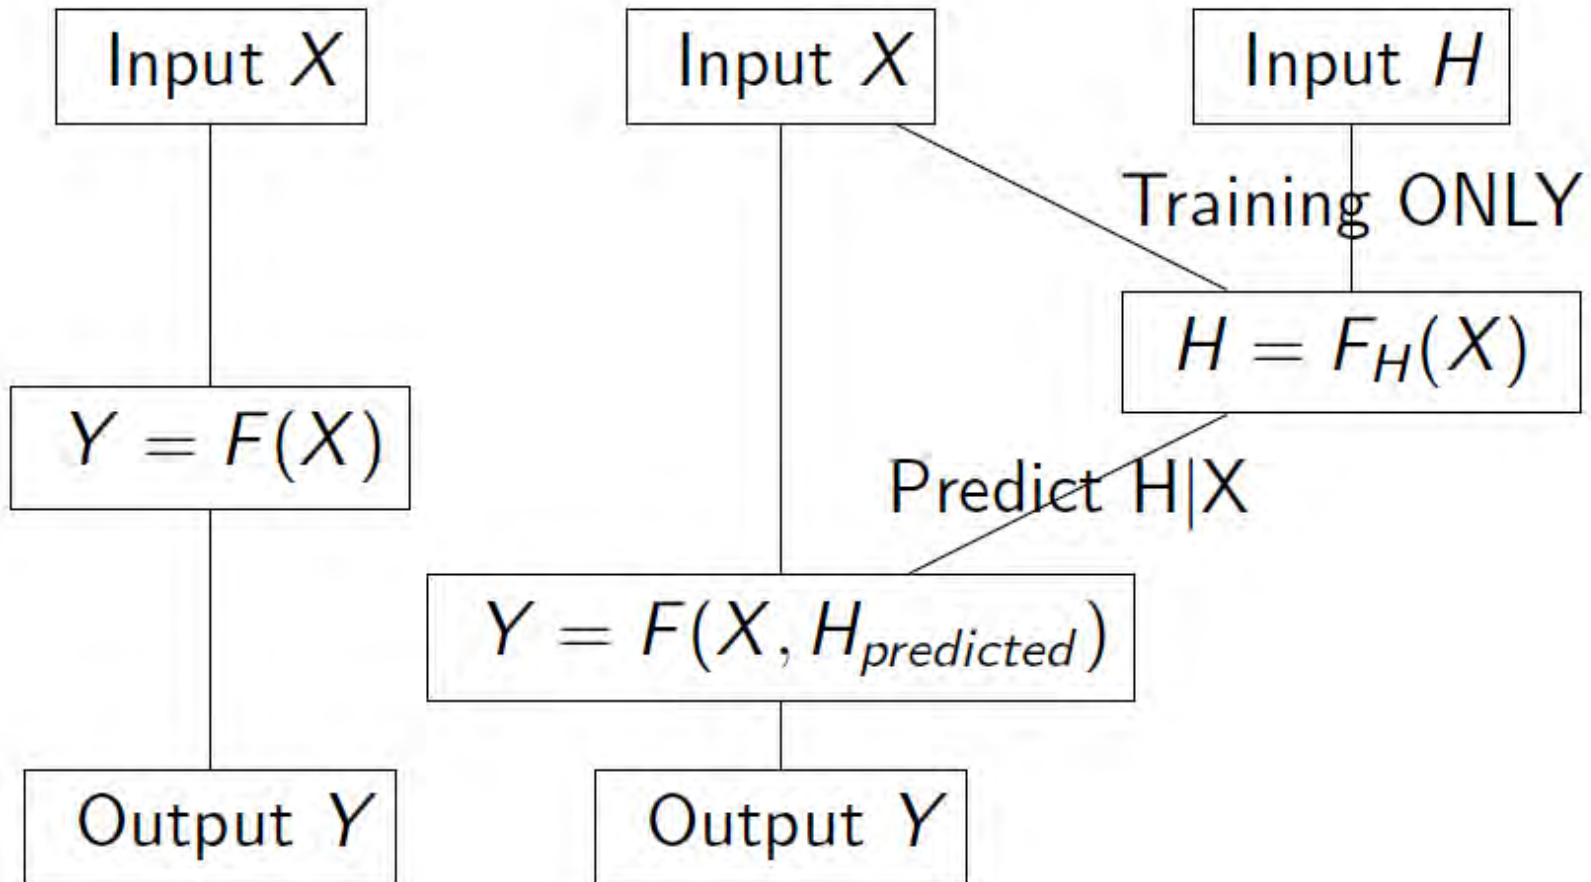 Input X
Input X
Input H
Training ONLY
H = F_H(X)
Y = F(X)
Predict H|X
Y = F(X, H_predicted)
Output Y
Output Y